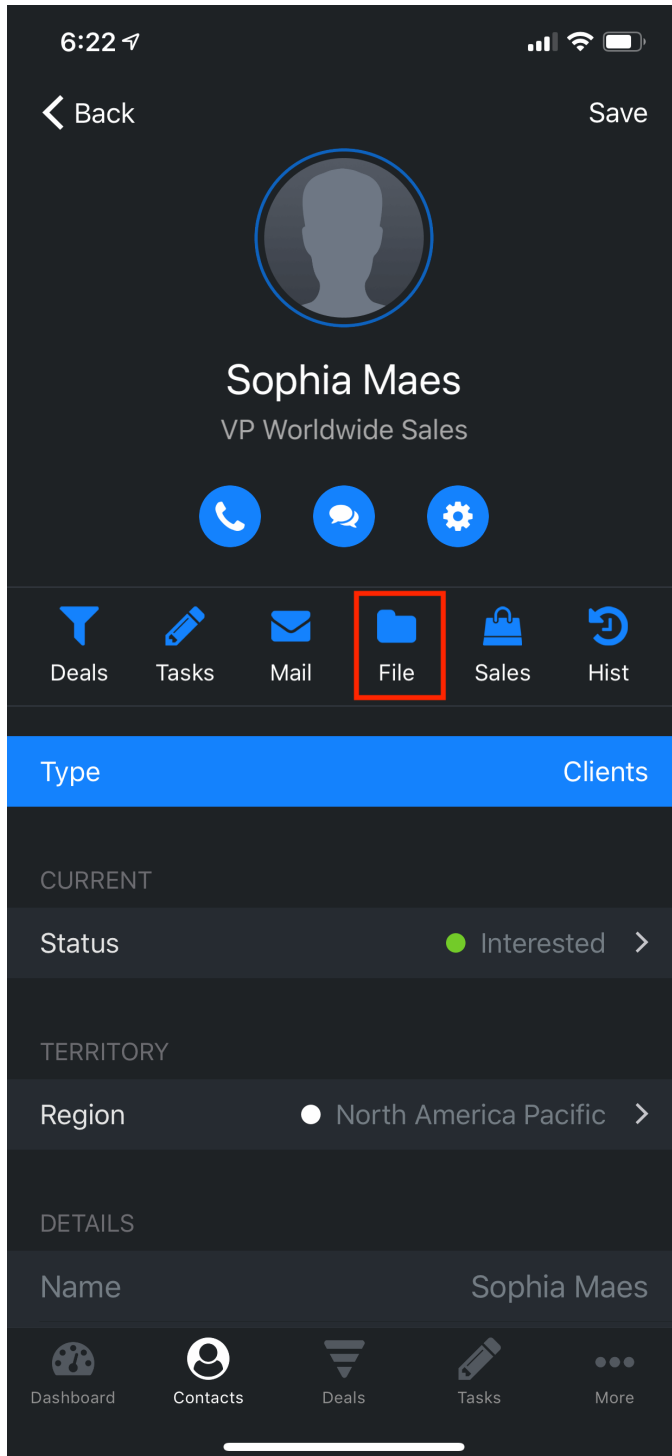 6:22
Back Save
Sophia Maes
VP Worldwide Sales
Deals Tasks Mail File Sales Hist
Type Clients
CURRENT
Status Interested
TERRITORY
Region North America Pacific
DETAILS
Name Sophia Maes
Dashboard Contacts Deals Tasks More